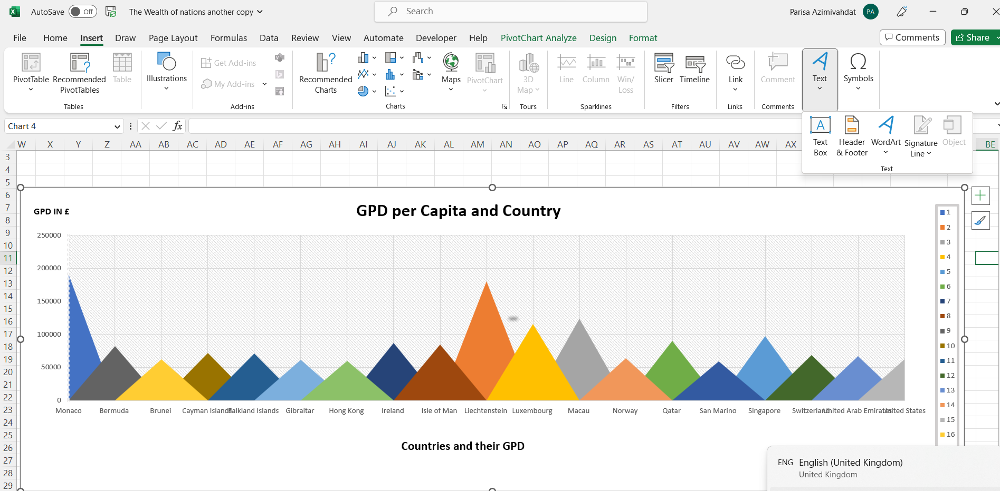 AutoSave Off The Wealth of nations another copy Search Parisa Azimivahdat PA
File Home Insert Draw Page Layout Formulas Data Review View Automate Developer Help PivotChart Analyze Design Format Comments Share
PivotTable
Recommended
PivotTables
Table
Tables
Illustrations
Get Add-ins
My Add-ins
Add-ins
Recommended
Charts
Maps
PivotChart
Charts
3D
Map
Tours
Line
Column
Win/
Loss
Sparklines
Slicer
Timeline
Filters
Link
Links
Comment
Comments
Text
Symbols
Text
Box
Header
& Footer
WordArt
Signature
Line
Object
Text
Chart 4
fx
W X Y Z AA AB AC AD AE AF AG AH AI AJ AK AL AM AN AO AP AQ AR AS AT AU AV AW AX BE
3
4
5
6
7
8
9
10
11
12
13
14
15
16
17
18
19
20
21
22
23
24
25
26
27
28
29
GPD IN £
GPD per Capita and Country
250000
200000
150000
100000
50000
0
Monaco Bermuda Brunei Cayman Islands Falkland Islands Gibraltar Hong Kong Ireland Isle of Man Liechtenstein Luxembourg Macau Norway Qatar San Marino Singapore Switzerland United Arab Emirates United States
Countries and their GPD
1
2
3
4
5
6
7
8
9
10
11
12
13
14
15
16
ENG English (United Kingdom)
United Kingdom